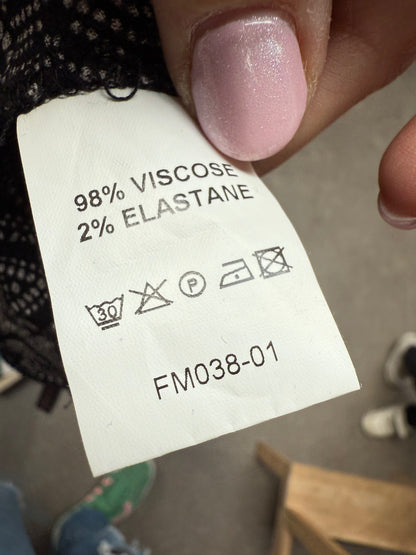 98% VISCOSE
2% ELASTANE
30 P
FM038-01